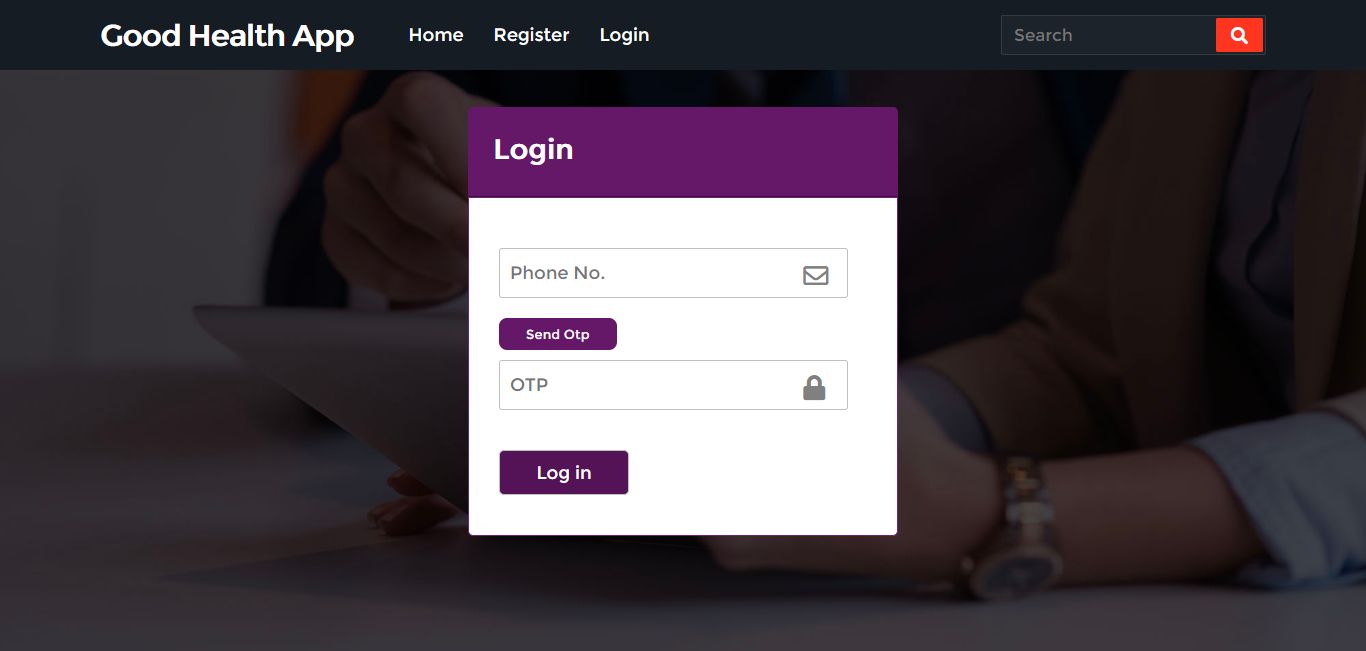 Good Health App
Home
Register
Login
Search
Login
Phone No.
Send Otp
OTP
Log in